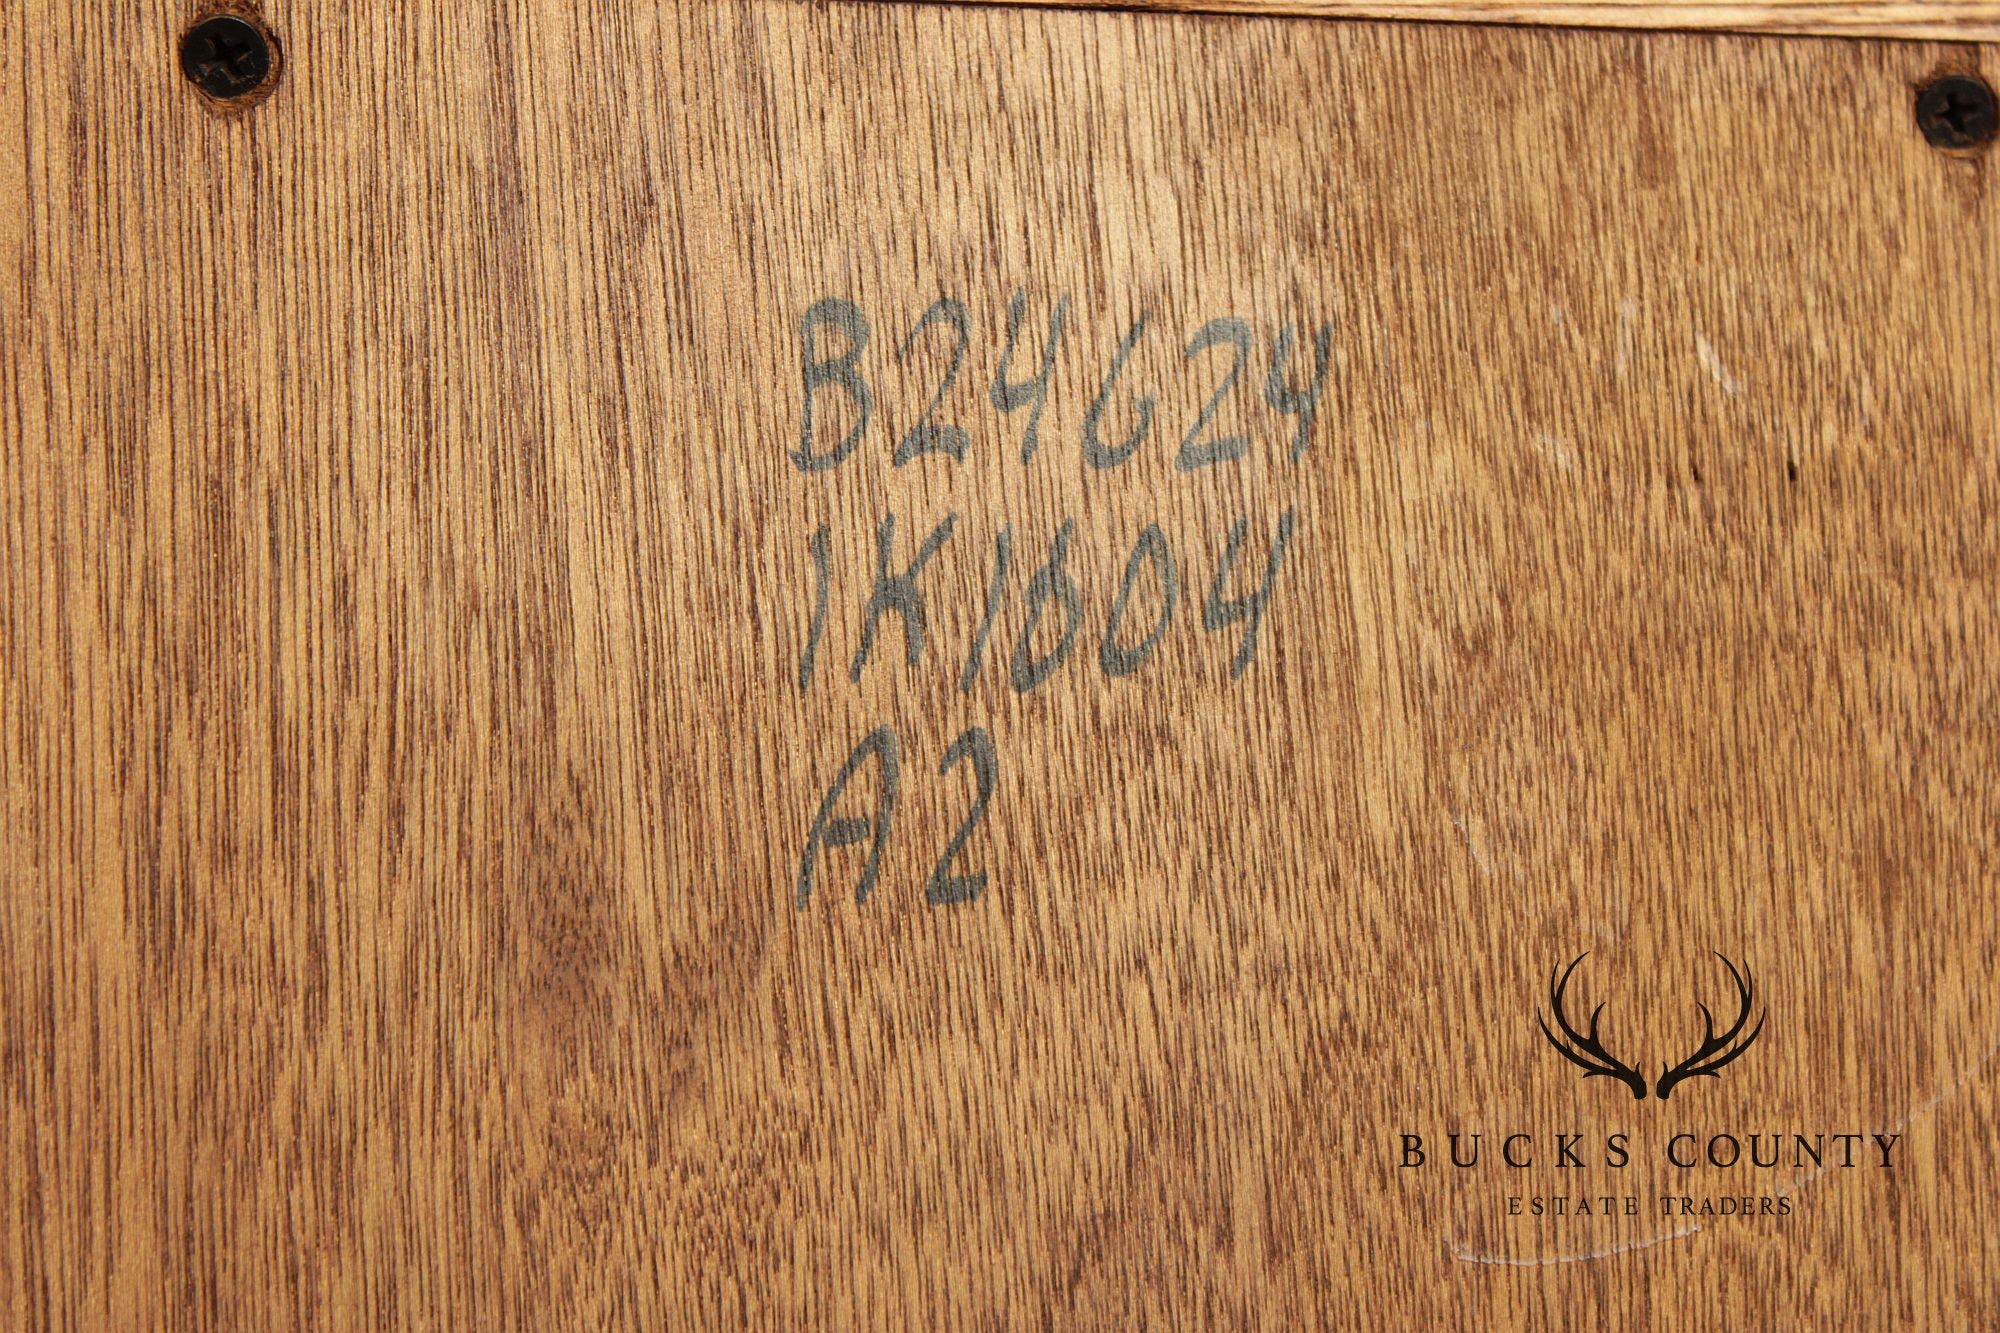 B24624
1K1604
A2
BUCKS COUNTY
ESTATE TRADERS